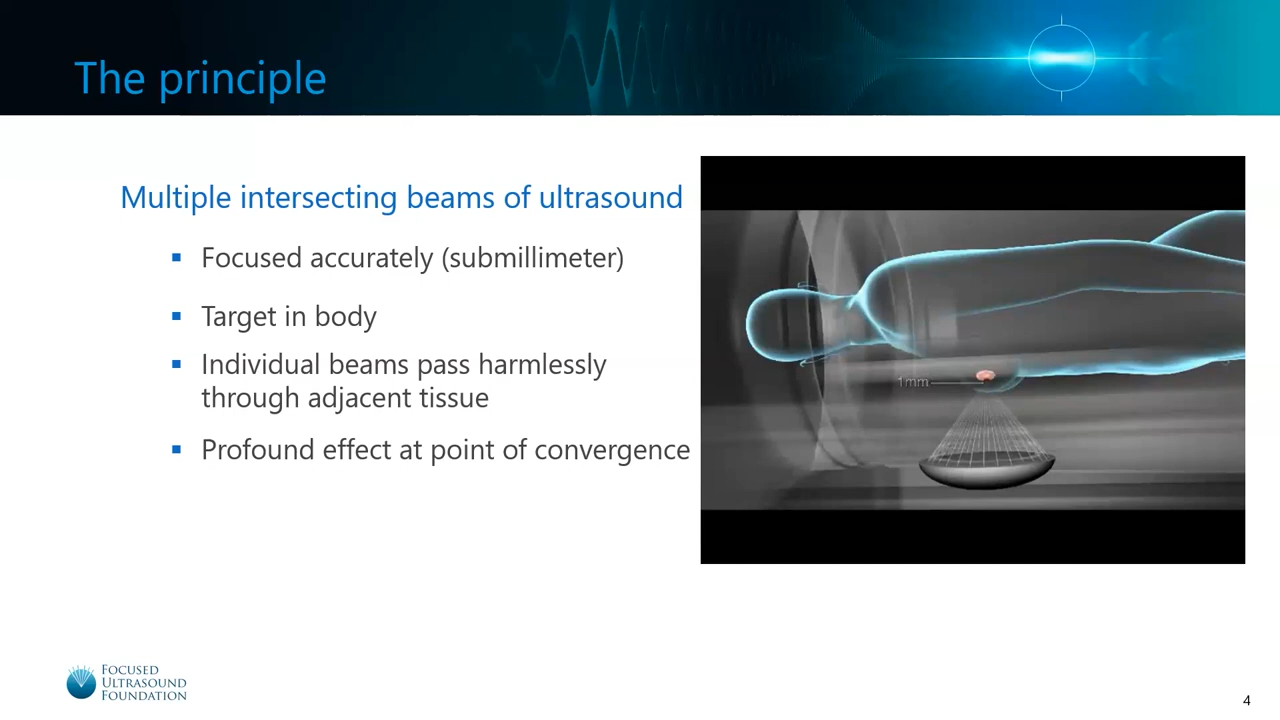 The principle
Multiple intersecting beams of ultrasound
▪ Focused accurately (submillimeter)
▪ Target in body
▪ Individual beams pass harmlessly
through adjacent tissue
▪ Profound effect at point of convergence
1mm
FOCUSED
ULTRASOUND
FOUNDATION
4